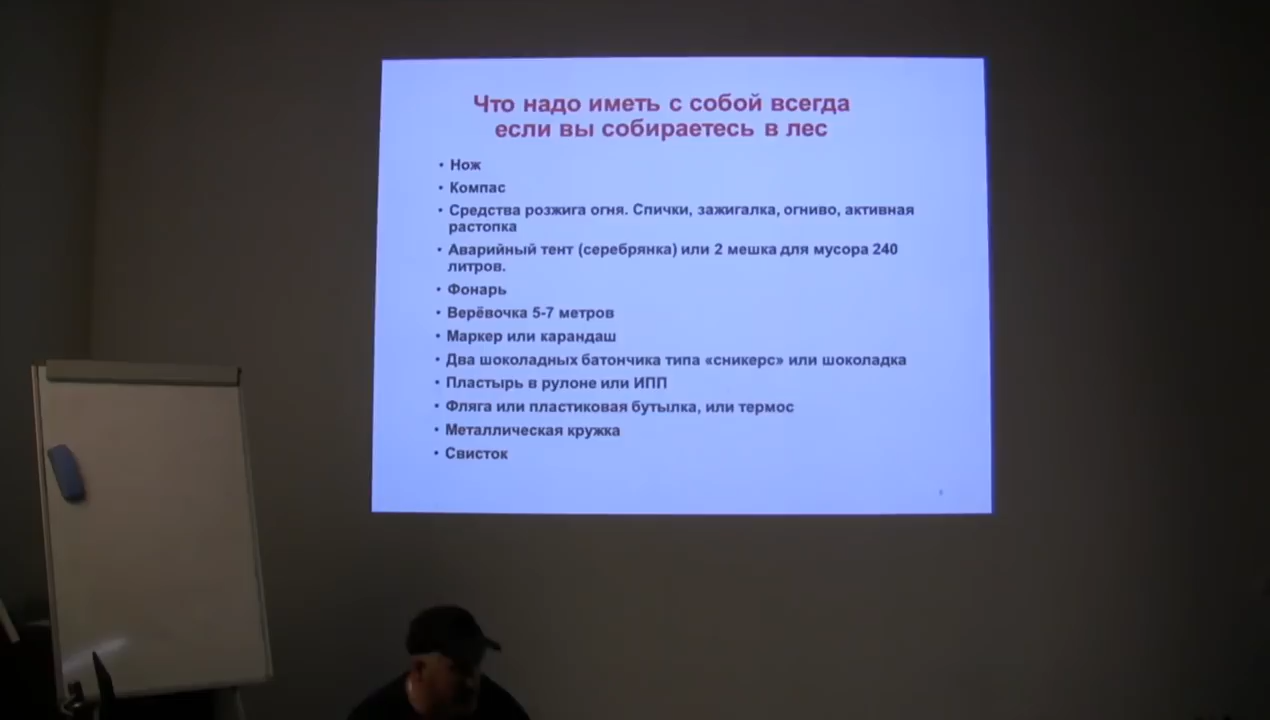 Что надо иметь с собой всегда
если вы собираетесь в лес
• Нож
• Компас
• Средства розжига огня. Спички, зажигалка, огниво, активная
растопка
• Аварийный тент (серебрянка) или 2 мешка для мусора 240
литров.
• Фонарь
• Верёвочка 5-7 метров
• Маркер или карандаш
• Два шоколадных батончика типа «сникерс» или шоколадка
• Пластырь в рулоне или ИПП
• Фляга или пластиковая бутылка, или термос
• Металлическая кружка
• Свисток